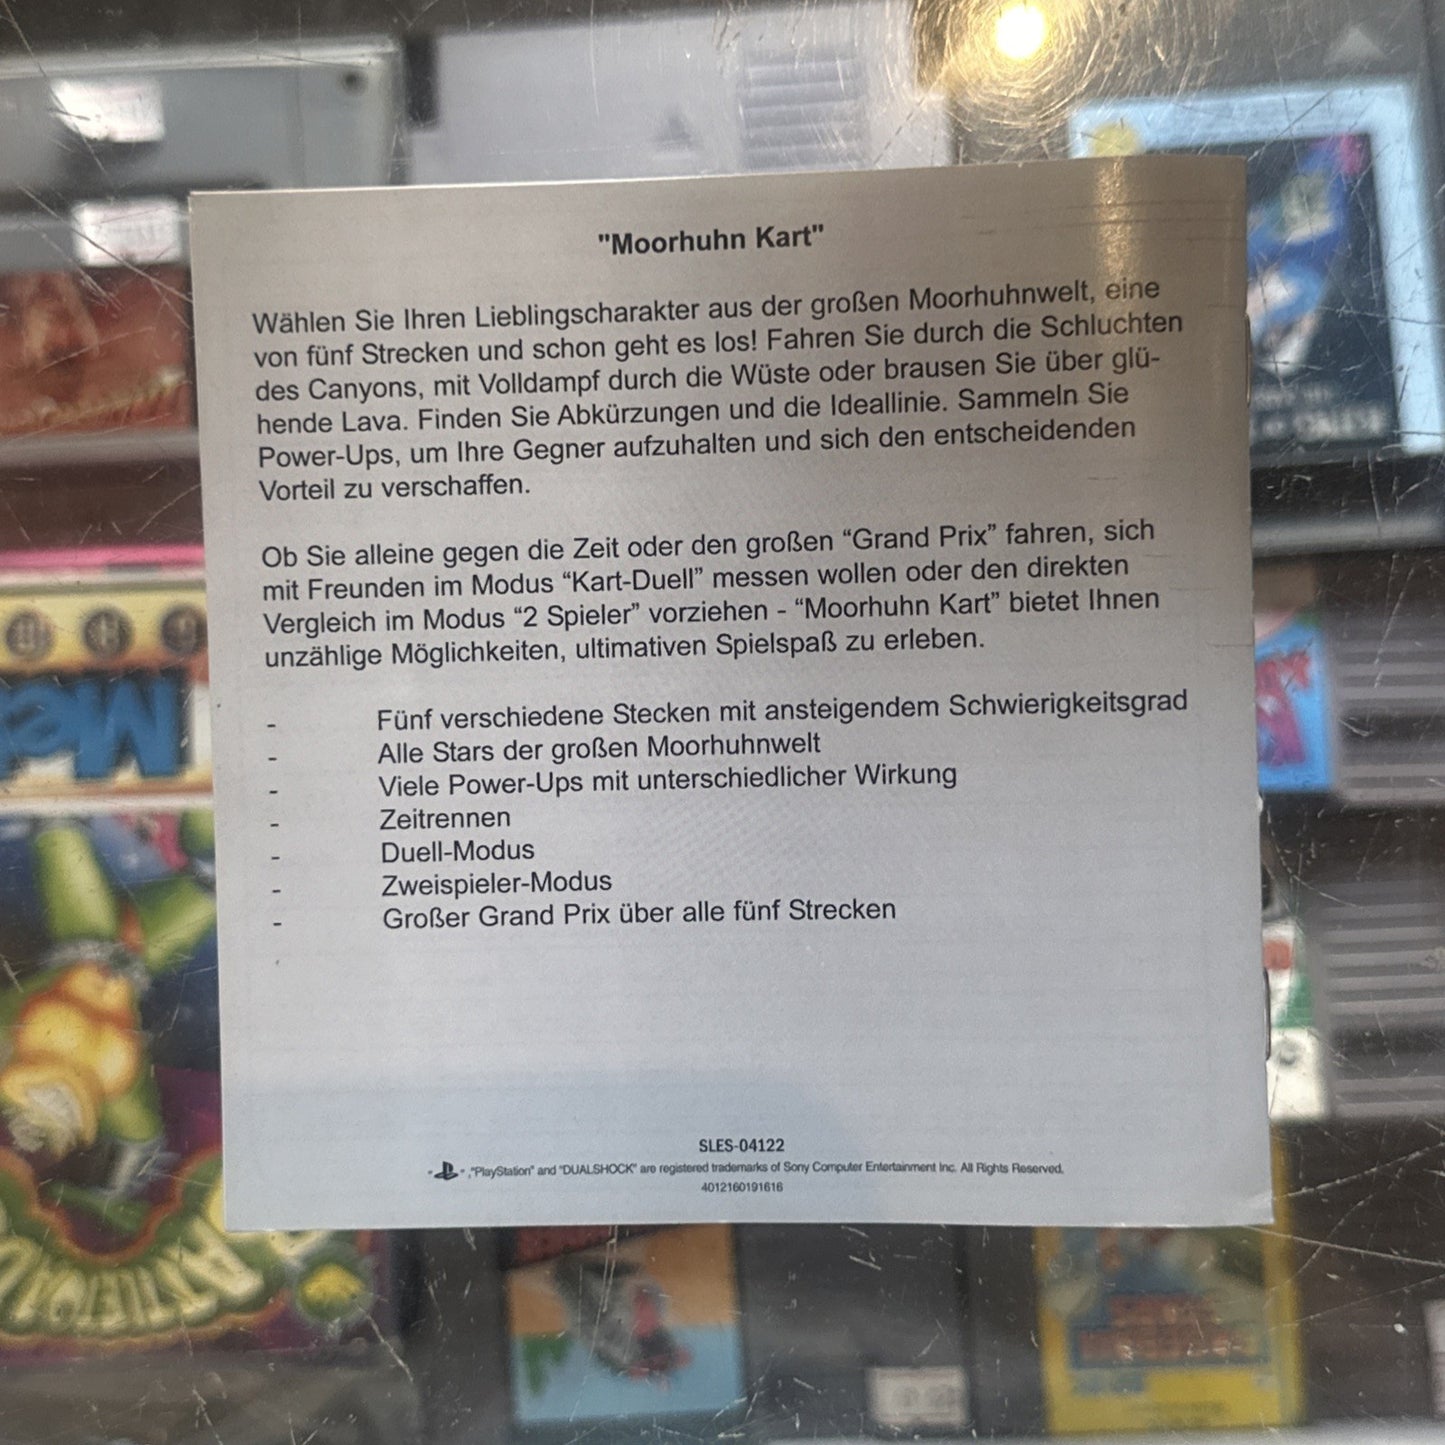 "Moorhuhn Kart"
Wählen Sie Ihren Lieblingscharakter aus der großen Moorhuhnwelt, eine
von fünf Strecken und schon geht es los! Fahren Sie durch die Schluchten
des Canyons, mit Volldampf durch die Wüste oder brausen Sie über glü-
hende Lava. Finden Sie Abkürzungen und die Ideallinie. Sammeln Sie
Power-Ups, um Ihre Gegner aufzuhalten und sich den entscheidenden
Vorteil zu verschaffen.
Ob Sie alleine gegen die Zeit oder den großen “Grand Prix” fahren, sich
mit Freunden im Modus “Kart-Duell” messen wollen oder den direkten
Vergleich im Modus “2 Spieler” vorziehen - “Moorhuhn Kart” bietet Ihnen
unzählige Möglichkeiten, ultimativen Spielspaß zu erleben.
- Fünf verschiedene Stecken mit ansteigendem Schwierigkeitsgrad
- Alle Stars der großen Moorhuhnwelt
- Viele Power-Ups mit unterschiedlicher Wirkung
- Zeitrennen
- Duell-Modus
- Zweispieler-Modus
- Großer Grand Prix über alle fünf Strecken
SLES-04122
" ", "PlayStation" and "DUALSHOCK" are registered trademarks of Sony Computer Entertainment Inc. All Rights Reserved.
4012160191616